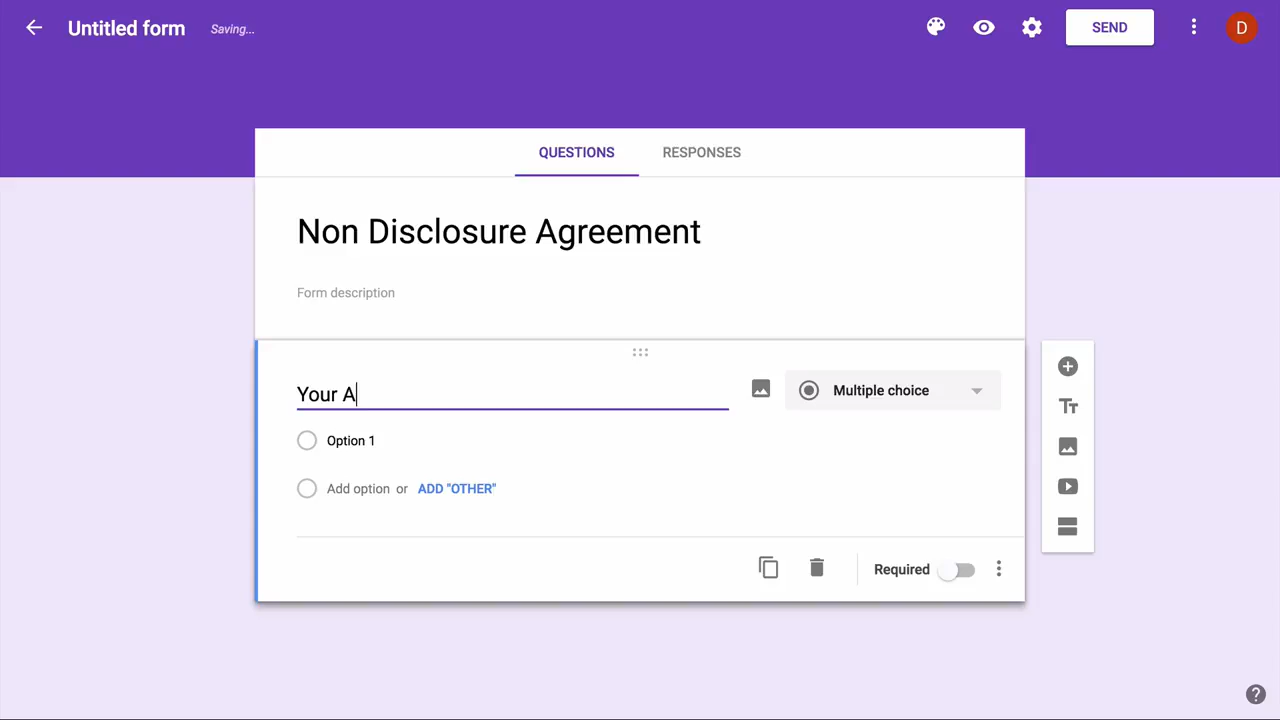 Untitled form
Saving...
SEND
D
QUESTIONS
RESPONSES
Non Disclosure Agreement
Form description
Your A
Multiple choice
Option 1
Add option or ADD "OTHER"
Required